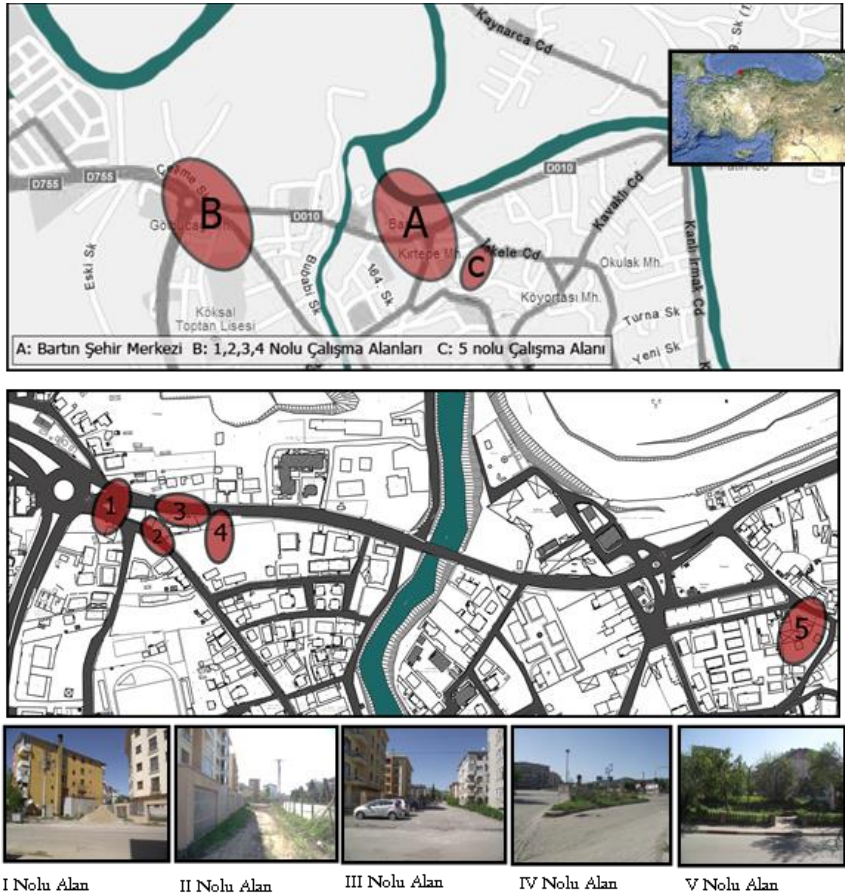 Kaynarca Cd
D755
D755
D010
D010
B
A
C
Eski Sk
Bubabi Sk
164. Sk
Kırtepe Mh.
İskele Cd
Kavaklı Cd
Okulak Mh.
Köyortası Mh.
Kanlı Irmak Cd
Köksal
Toptan Lisesi
Turna Sk
Yeni Sk
A: Bartın Şehir Merkezi B: 1,2,3,4 Nolu Çalışma Alanları C: 5 nolu Çalışma Alanı
1
2
3
4
5
I Nolu Alan
II Nolu Alan
III Nolu Alan
IV Nolu Alan
V Nolu Alan